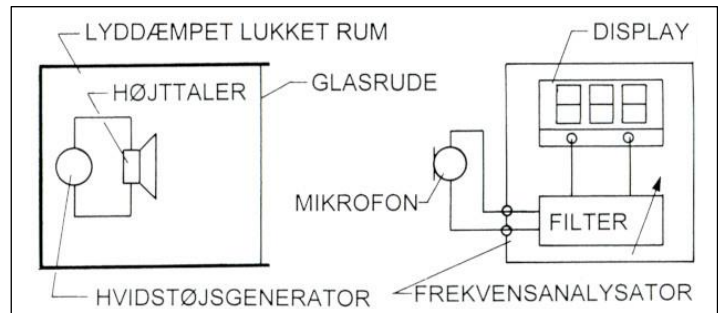 LYDDÆMPET LUKKET RUM
DISPLAY
HØJTTALER
GLASRUDE
MIKROFON
FILTER
HVIDSTØJSGENERATOR
FREKVENSANALYSATOR